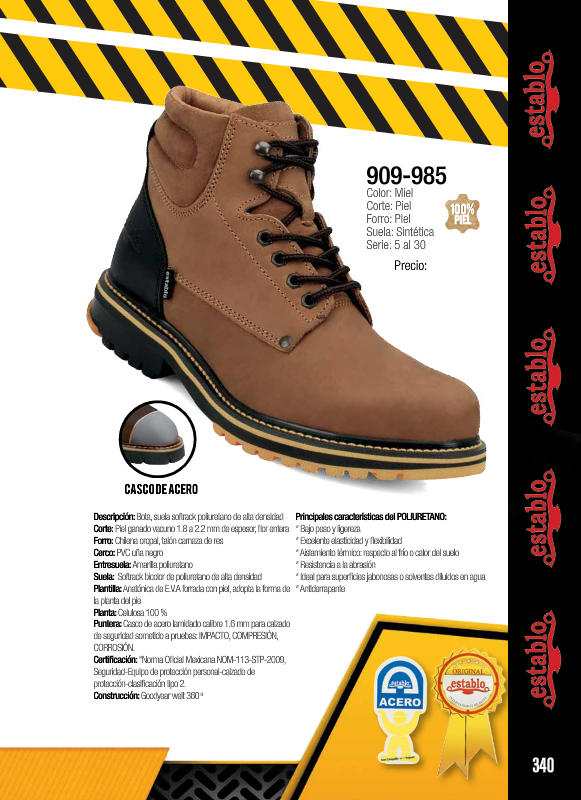 909-985
Color: Miel
Corte: Piel
Forro: Piel
Suela: Sintética
Serie: 5 al 30
Precio:
100%
PIEL
establo
CASCO DE ACERO
Descripción: Bota, suela softrack poliuretano de alta densidad
Corte: Piel ganado vacuno 1.8 a 2.2 mm de espesor, flor entera
Forro: Chilena oropal, talón carnaza de res
Cerco: PVC uña negro
Entresuela: Amarilla poliuretano
Suela: Softrack bicolor de poliuretano de alta densidad
Plantilla: Anatónica de E.V.A forrada con piel, adopta la forma de
la planta del pie
Planta: Celulosa 100 %
Puntera: Casco de acero lamidado calibre 1.6 mm para calzado
de seguridad sometido a pruebas: IMPACTO, COMPRESIÓN,
CORROSIÓN.
Certificación: "Norma Oficial Mexicana NOM-113-STP-2009,
Seguridad-Equipo de protección personal-calzado de
protección-clasificación tipo 2.
Construcción: Goodyear welt 360°
Principales características del POLIURETANO:
* Bajo peso y ligereza
* Excelente elasticidad y flexibilidad
* Aislamiento térmico: respecto al frío o calor del suelo
* Resistencia a la abrasión
* Ideal para superficies jabonosas o solventes diluidos en agua
* Antiderrapante
establo
ACERO
ORIGINAL
establo
establo
establo
establo
establo
establo
340